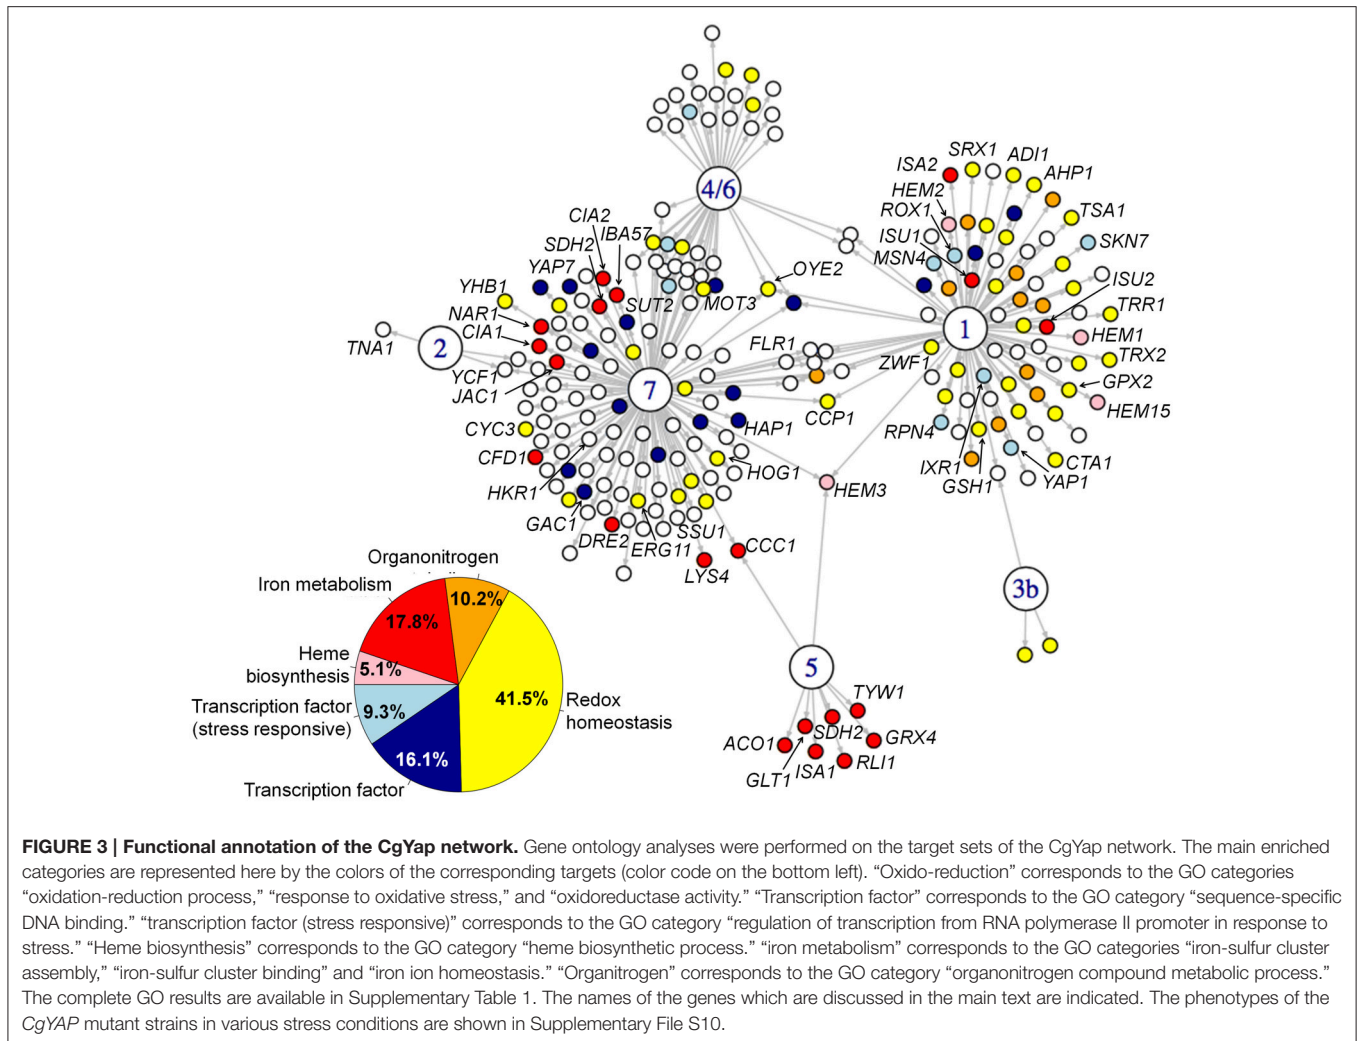 SRX1
ADI1
ISA2
AHP1
HEM2
ROX1
TSA1
4/6
CIA2
ISU1
SKN7
IBA57
SDH2
MSN4
YAP7
OYE2
ISU2
YHB1
SUT2
MOT3
TRR1
NAR1
CIA1
1
HEM1
TNA1
2
FLR1
ZWF1
TRX2
YCF1
GPX2
JAC1
7
HEM15
CCP1
CYC3
HAP1
RPN4
CFD1
IXR1
CTA1
HOG1
YAP1
HKR1
GSH1
HEM3
GAC1
SSU1
DRE2
ERG11
CCC1
LYS4
3b
5
TYW1
SDH2
ACO1
GRX4
GLT1
ISA1
RLI1
Organonitrogen
Iron metabolism
10.2%
17.8%
Heme
biosynthesis
5.1%
41.5%
Redox
homeostasis
Transcription factor
(stress responsive)
9.3%
16.1%
Transcription factor
FIGURE 3 | Functional annotation of the CgYap network. Gene ontology analyses were performed on the target sets of the CgYap network. The main enriched
categories are represented here by the colors of the corresponding targets (color code on the bottom left). “Oxido-reduction” corresponds to the GO categories
“oxidation-reduction process,” “response to oxidative stress,” and “oxidoreductase activity.” “Transcription factor” corresponds to the GO category “sequence-specific
DNA binding.” “transcription factor (stress responsive)” corresponds to the GO category “regulation of transcription from RNA polymerase II promoter in response to
stress.” “Heme biosynthesis” corresponds to the GO category “heme biosynthetic process.” “iron metabolism” corresponds to the GO categories “iron-sulfur cluster
assembly,” “iron-sulfur cluster binding” and “iron ion homeostasis.” “Organitrogen” corresponds to the GO category “organonitrogen compound metabolic process.”
The complete GO results are available in Supplementary Table 1. The names of the genes which are discussed in the main text are indicated. The phenotypes of the
CgYAP mutant strains in various stress conditions are shown in Supplementary File S10.